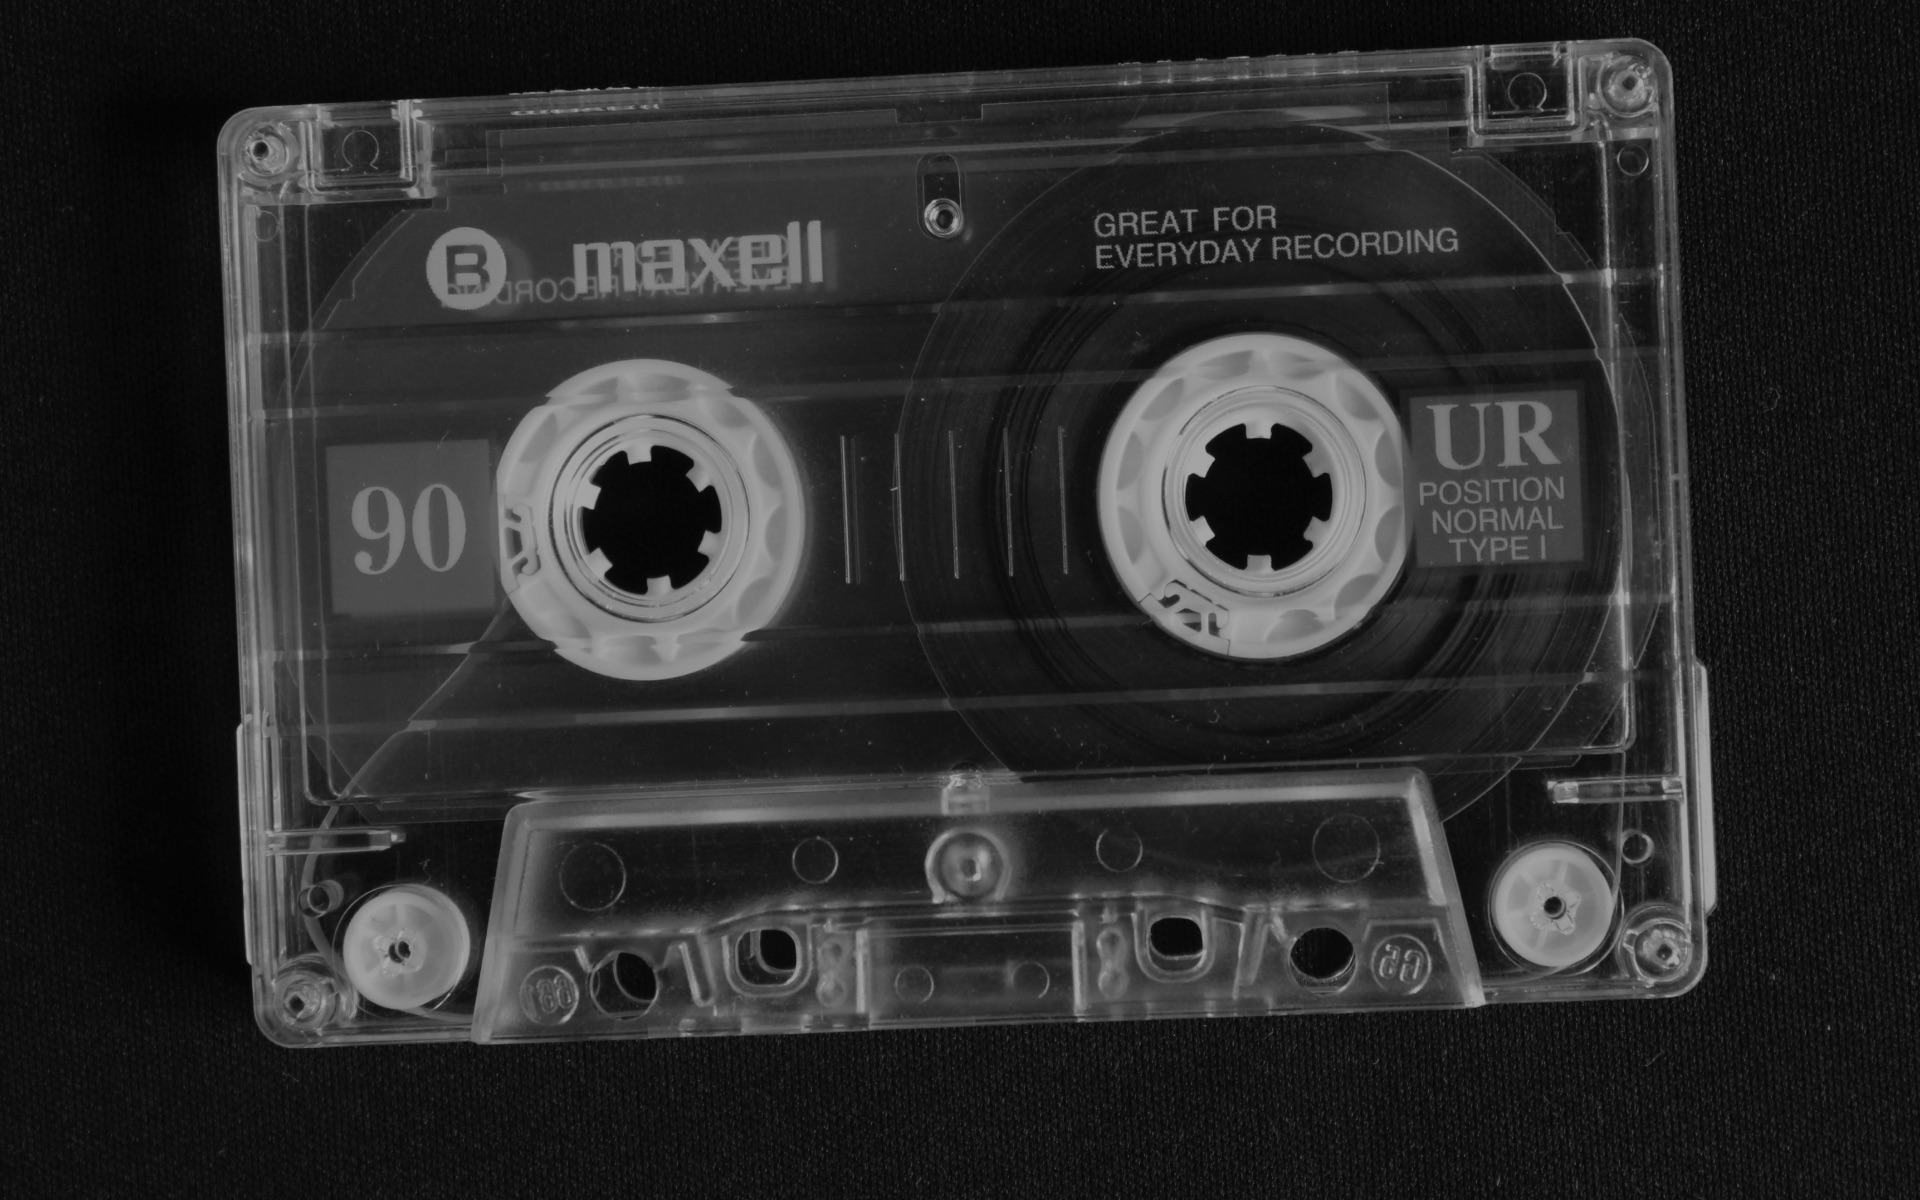 B maxell
GREAT FOR
EVERYDAY RECORDING
90
UR
POSITION
NORMAL
TYPE I